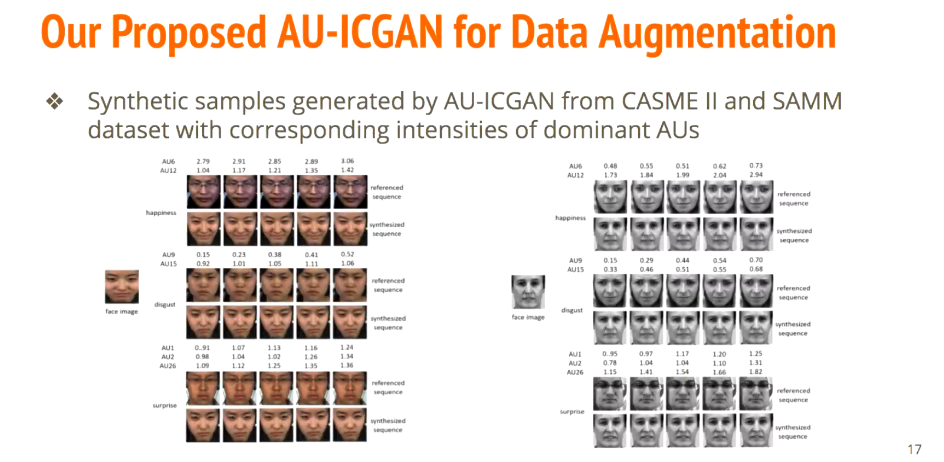 Our Proposed AU-ICGAN for Data Augmentation
❖ Synthetic samples generated by AU-ICGAN from CASME II and SAMM
dataset with corresponding intensities of dominant AUs
AU6 2.79 2.91 2.85 2.89 3.06
AU12 1.04 1.17 1.21 1.35 1.42
referenced
sequence
happiness
synthesized
sequence
AU9 0.15 0.23 0.38 0.41 0.52
AU15 0.92 1.01 1.05 1.11 1.06
referenced
sequence
face image
disgust
synthesized
sequence
AU1 0..91 1.07 1.13 1.16 1.24
AU2 0.98 1.04 1.02 1.26 1.34
AU26 1.09 1.12 1.25 1.35 1.36
referenced
sequence
surprise
synthesized
sequence
AU6 0.48 0.55 0.51 0.62 0.73
AU12 1.73 1.84 1.99 2.04 2.94
referenced
sequence
happiness
synthesized
sequence
AU9 0.15 0.29 0.44 0.54 0.70
AU15 0.33 0.46 0.51 0.55 0.68
referenced
sequence
face image
disgust
synthesized
sequence
AU1 0..95 0.97 1.17 1.20 1.25
AU2 0.78 1.04 1.04 1.10 1.31
AU26 1.15 1.41 1.54 1.66 1.82
referenced
sequence
surprise
synthesized
sequence
17